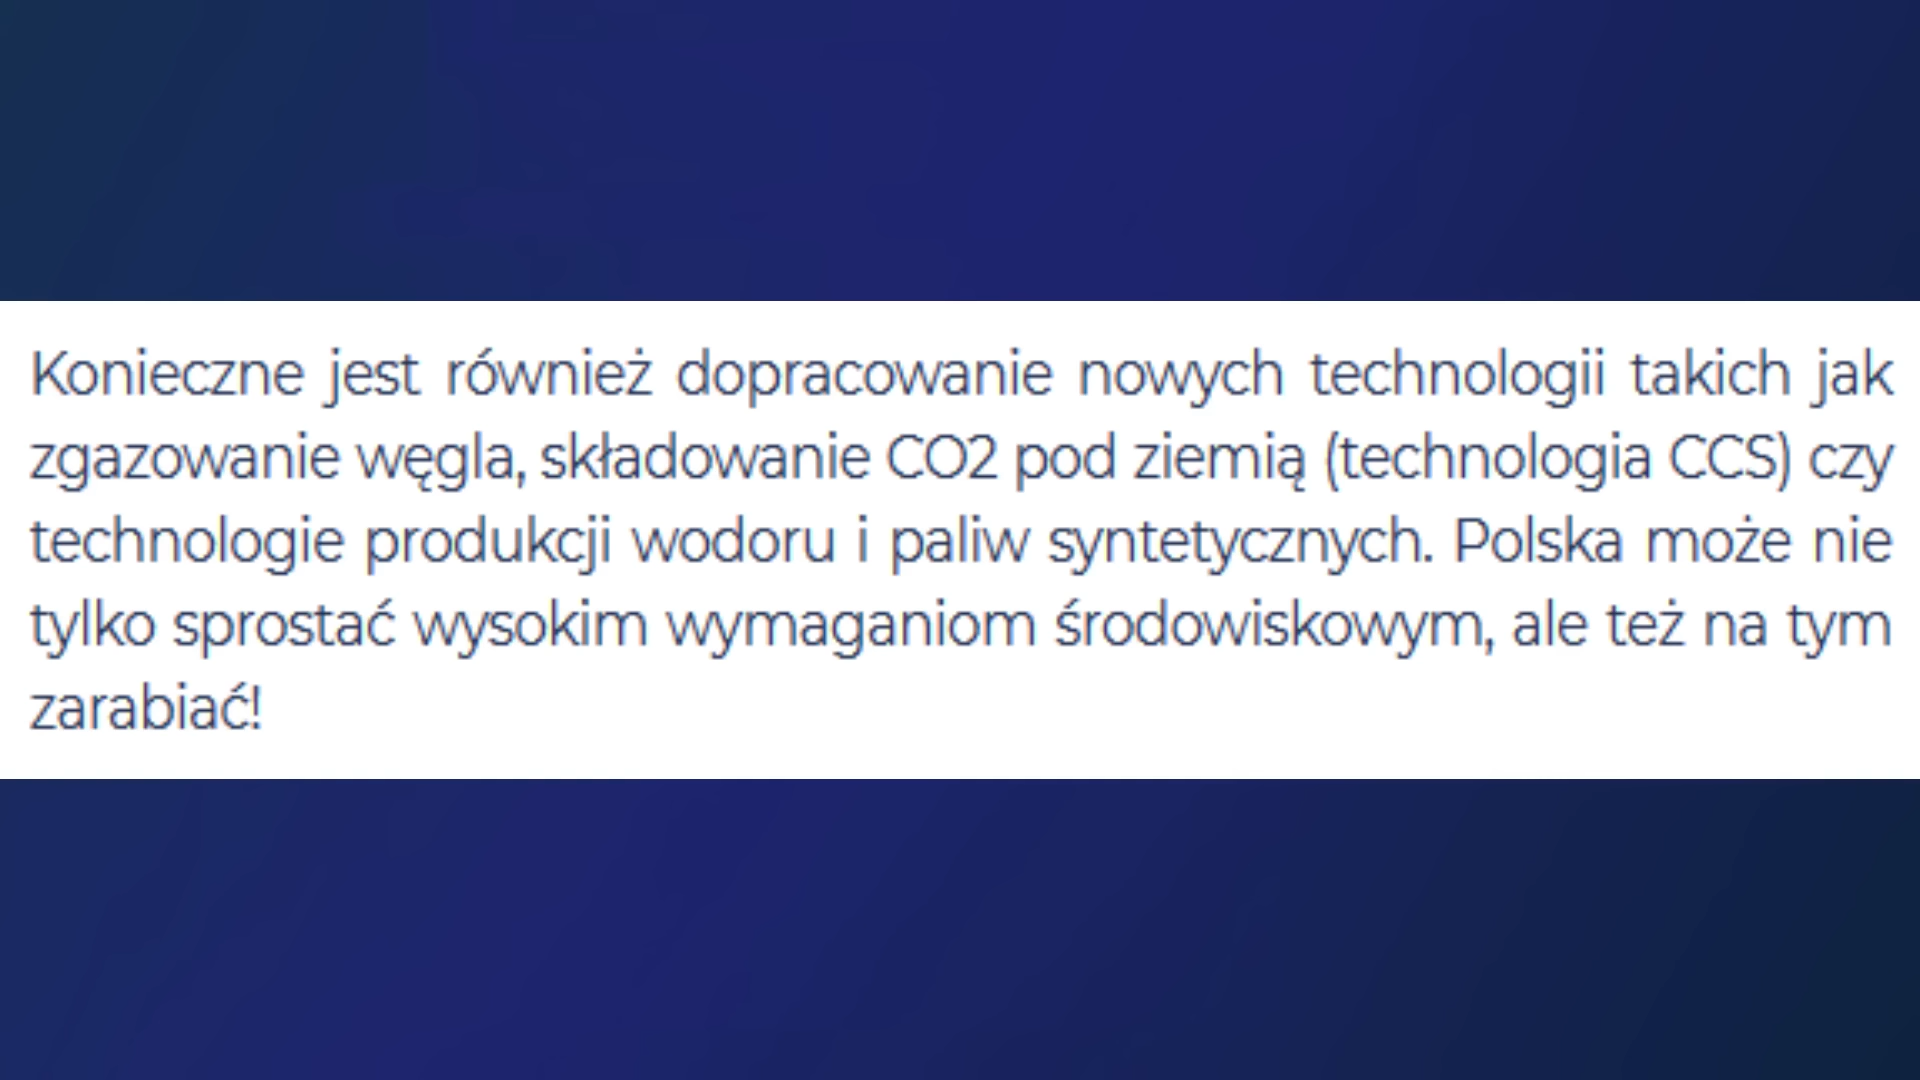 Konieczne jest również dopracowanie nowych technologii takich jak
zgazowanie węgla, składowanie CO2 pod ziemią (technologia CCS) czy
technologie produkcji wodoru i paliw syntetycznych. Polska może nie
tylko sprostać wysokim wymaganiom środowiskowym, ale też na tym
zarabiać!